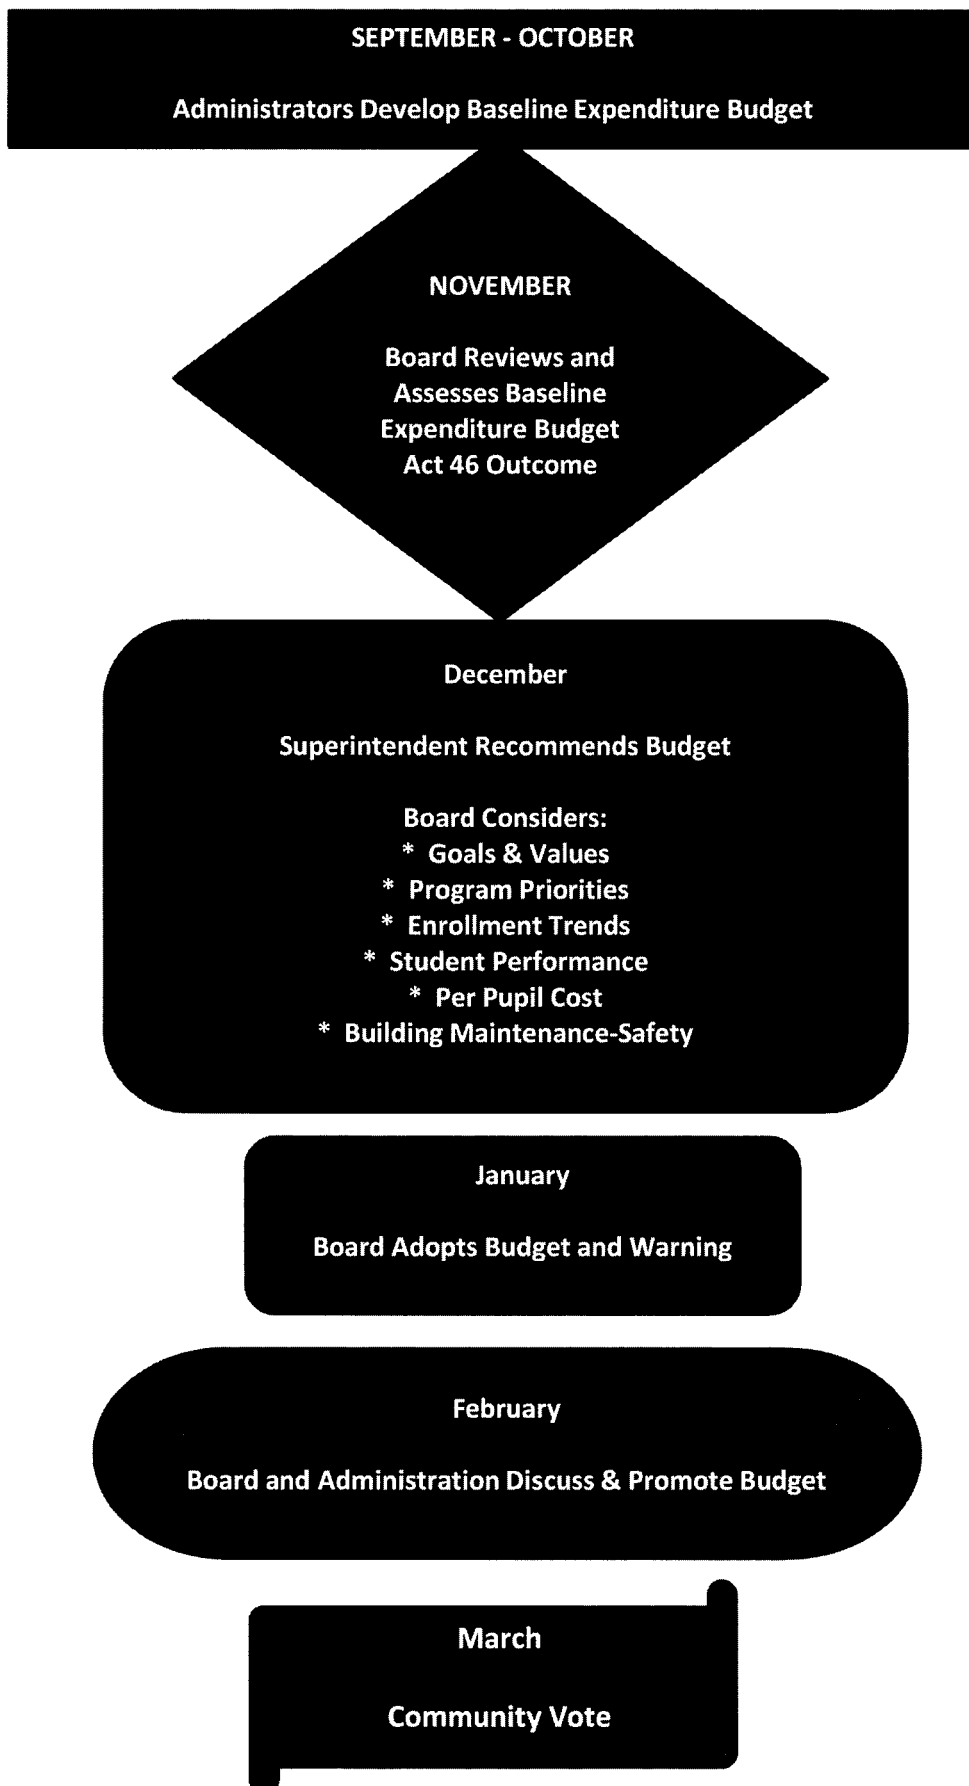 SEPTEMBER - OCTOBER
Administrators Develop Baseline Expenditure Budget
NOVEMBER
Board Reviews and
Assesses Baseline
Expenditure Budget
Act 46 Outcome
December
Superintendent Recommends Budget
Board Considers:
* Goals & Values
* Program Priorities
* Enrollment Trends
* Student Performance
* Per Pupil Cost
* Building Maintenance-Safety
January
Board Adopts Budget and Warning
February
Board and Administration Discuss & Promote Budget
March
Community Vote